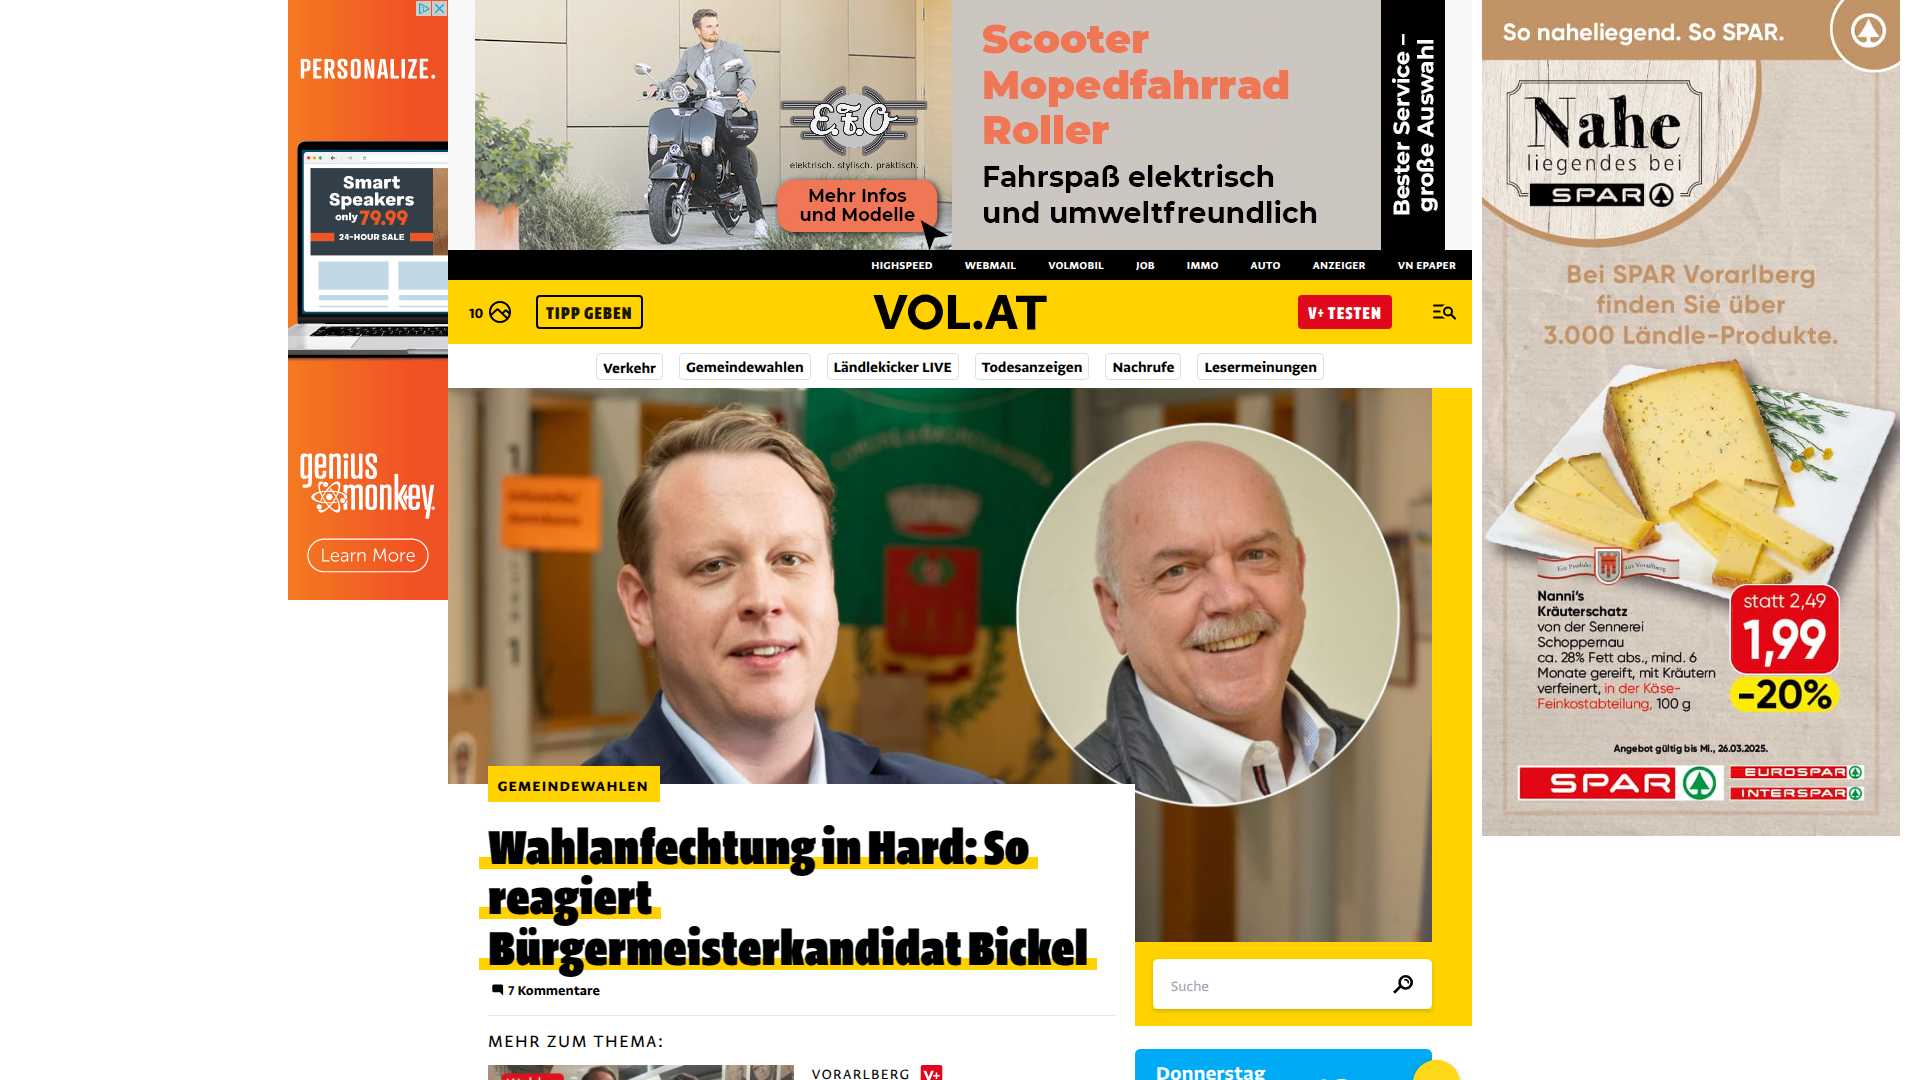 PERSONALIZE.
Smart
Speakers
only 79.99
24-HOUR SALE
genius
monkey
Learn More
E.F.O
elektrisch. stylisch. praktisch.
Mehr Infos
und Modelle
Scooter
Mopedfahrrad
Roller
Fahrspaß elektrisch
und umweltfreundlich
Bester Service –
große Auswahl
HIGHSPEED WEBMAIL VOLMOBIL JOB IMMO AUTO ANZEIGER VN EPAPER
10
TIPP GEBEN
VOL.AT
V+ TESTEN
Verkehr Gemeindewahlen Ländlekicker LIVE Todesanzeigen Nachrufe Lesermeinungen
GEMEINDEWAHLEN
Wahlanfechtung in Hard: So
reagiert
Bürgermeisterkandidat Bickel
7 Kommentare
MEHR ZUM THEMA:
VORARLBERG V+
Suche
Donnerstag
So naheliegend. So SPAR.
Nahe
liegendes bei
SPAR
Bei SPAR Vorarlberg
finden Sie über
3.000 Ländle-Produkte.
Ein Produkt aus Vorarlberg
Nanni's
Kräuterschatz
von der Sennerei
Schoppernau
ca. 28% Fett abs., mind. 6
Monate gereift, mit Kräutern
verfeinert, in der Käse-
Feinkostabteilung, 100 g
statt 2,49
1,99
-20%
Angebot gültig bis Mi., 26.03.2025.
SPAR
EUROSPAR
INTERSPAR